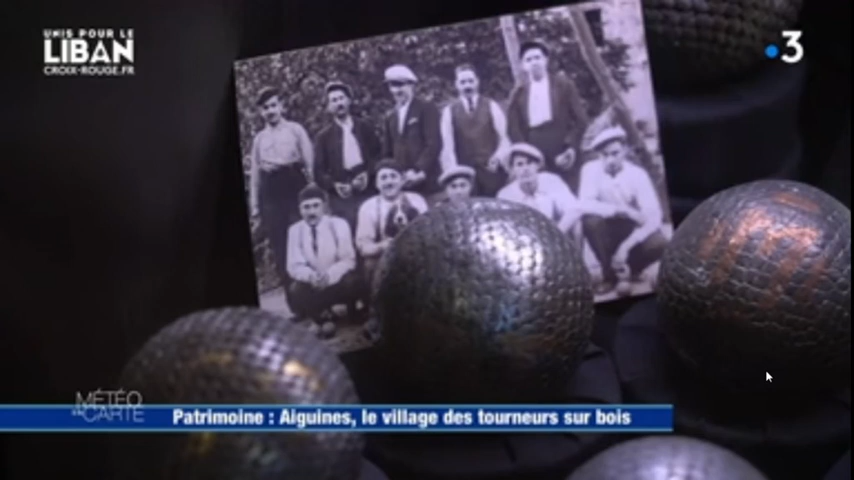 UNIS POUR LE
LIBAN
CROIX-ROUGE.FR
3
MÉTÉO
CARTE
Patrimoine : Aiguines, le village des tourneurs sur bois